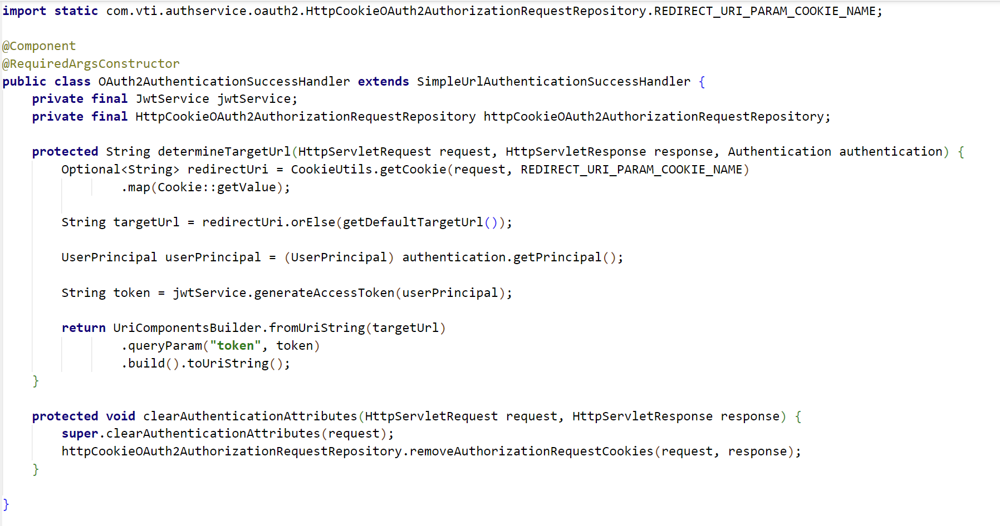 import static com.vti.authservice.oauth2.HttpCookieOAuth2AuthorizationRequestRepository.REDIRECT_URI_PARAM_COOKIE_NAME;
@Component
@RequiredArgsConstructor
public class OAuth2AuthenticationSuccessHandler extends SimpleUrlAuthenticationSuccessHandler {
    private final JwtService jwtService;
    private final HttpCookieOAuth2AuthorizationRequestRepository httpCookieOAuth2AuthorizationRequestRepository;
    protected String determineTargetUrl(HttpServletRequest request, HttpServletResponse response, Authentication authentication) {
        Optional<String> redirectUri = CookieUtils.getCookie(request, REDIRECT_URI_PARAM_COOKIE_NAME)
                .map(Cookie::getValue);
        String targetUrl = redirectUri.orElse(getDefaultTargetUrl());
        UserPrincipal userPrincipal = (UserPrincipal) authentication.getPrincipal();
        String token = jwtService.generateAccessToken(userPrincipal);
        return UriComponentsBuilder.fromUriString(targetUrl)
                .queryParam("token", token)
                .build().toUriString();
    }
    protected void clearAuthenticationAttributes(HttpServletRequest request, HttpServletResponse response) {
        super.clearAuthenticationAttributes(request);
        httpCookieOAuth2AuthorizationRequestRepository.removeAuthorizationRequestCookies(request, response);
    }
}